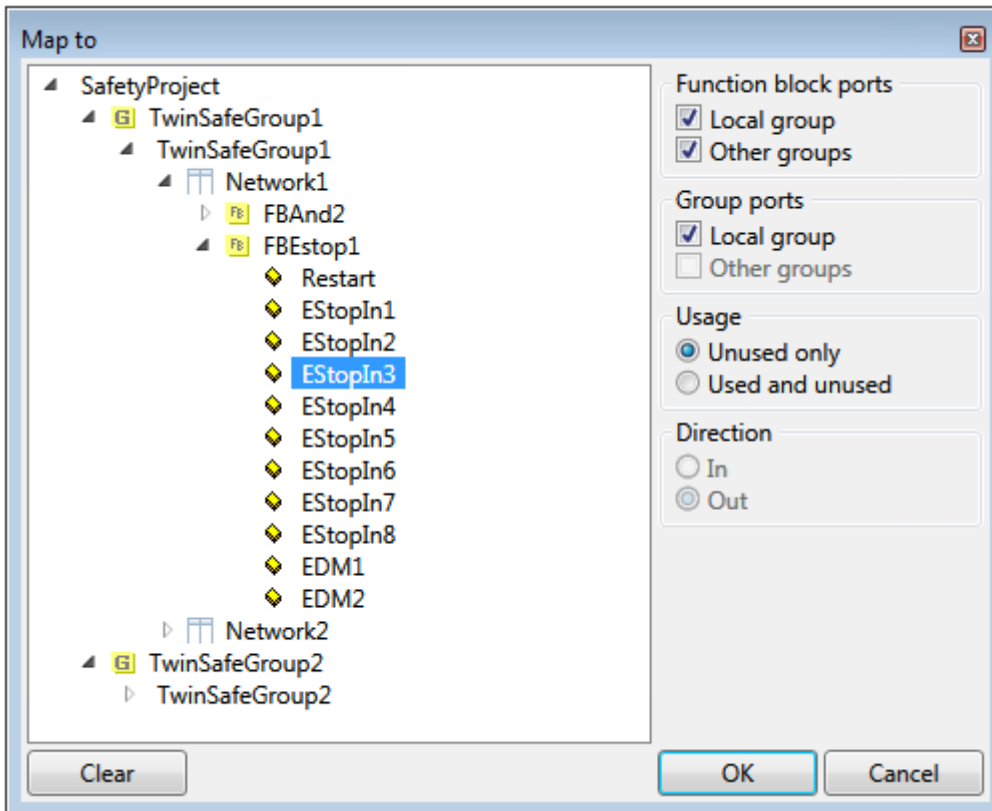 Map to
SafetyProject
G TwinSafeGroup1
TwinSafeGroup1
Network1
FB FBAnd2
FB FBEstop1
Restart
EStopIn1
EStopIn2
EStopIn3
EStopIn4
EStopIn5
EStopIn6
EStopIn7
EStopIn8
EDM1
EDM2
Network2
G TwinSafeGroup2
TwinSafeGroup2
Function block ports
Local group
Other groups
Group ports
Local group
Other groups
Usage
Unused only
Used and unused
Direction
In
Out
Clear
OK
Cancel